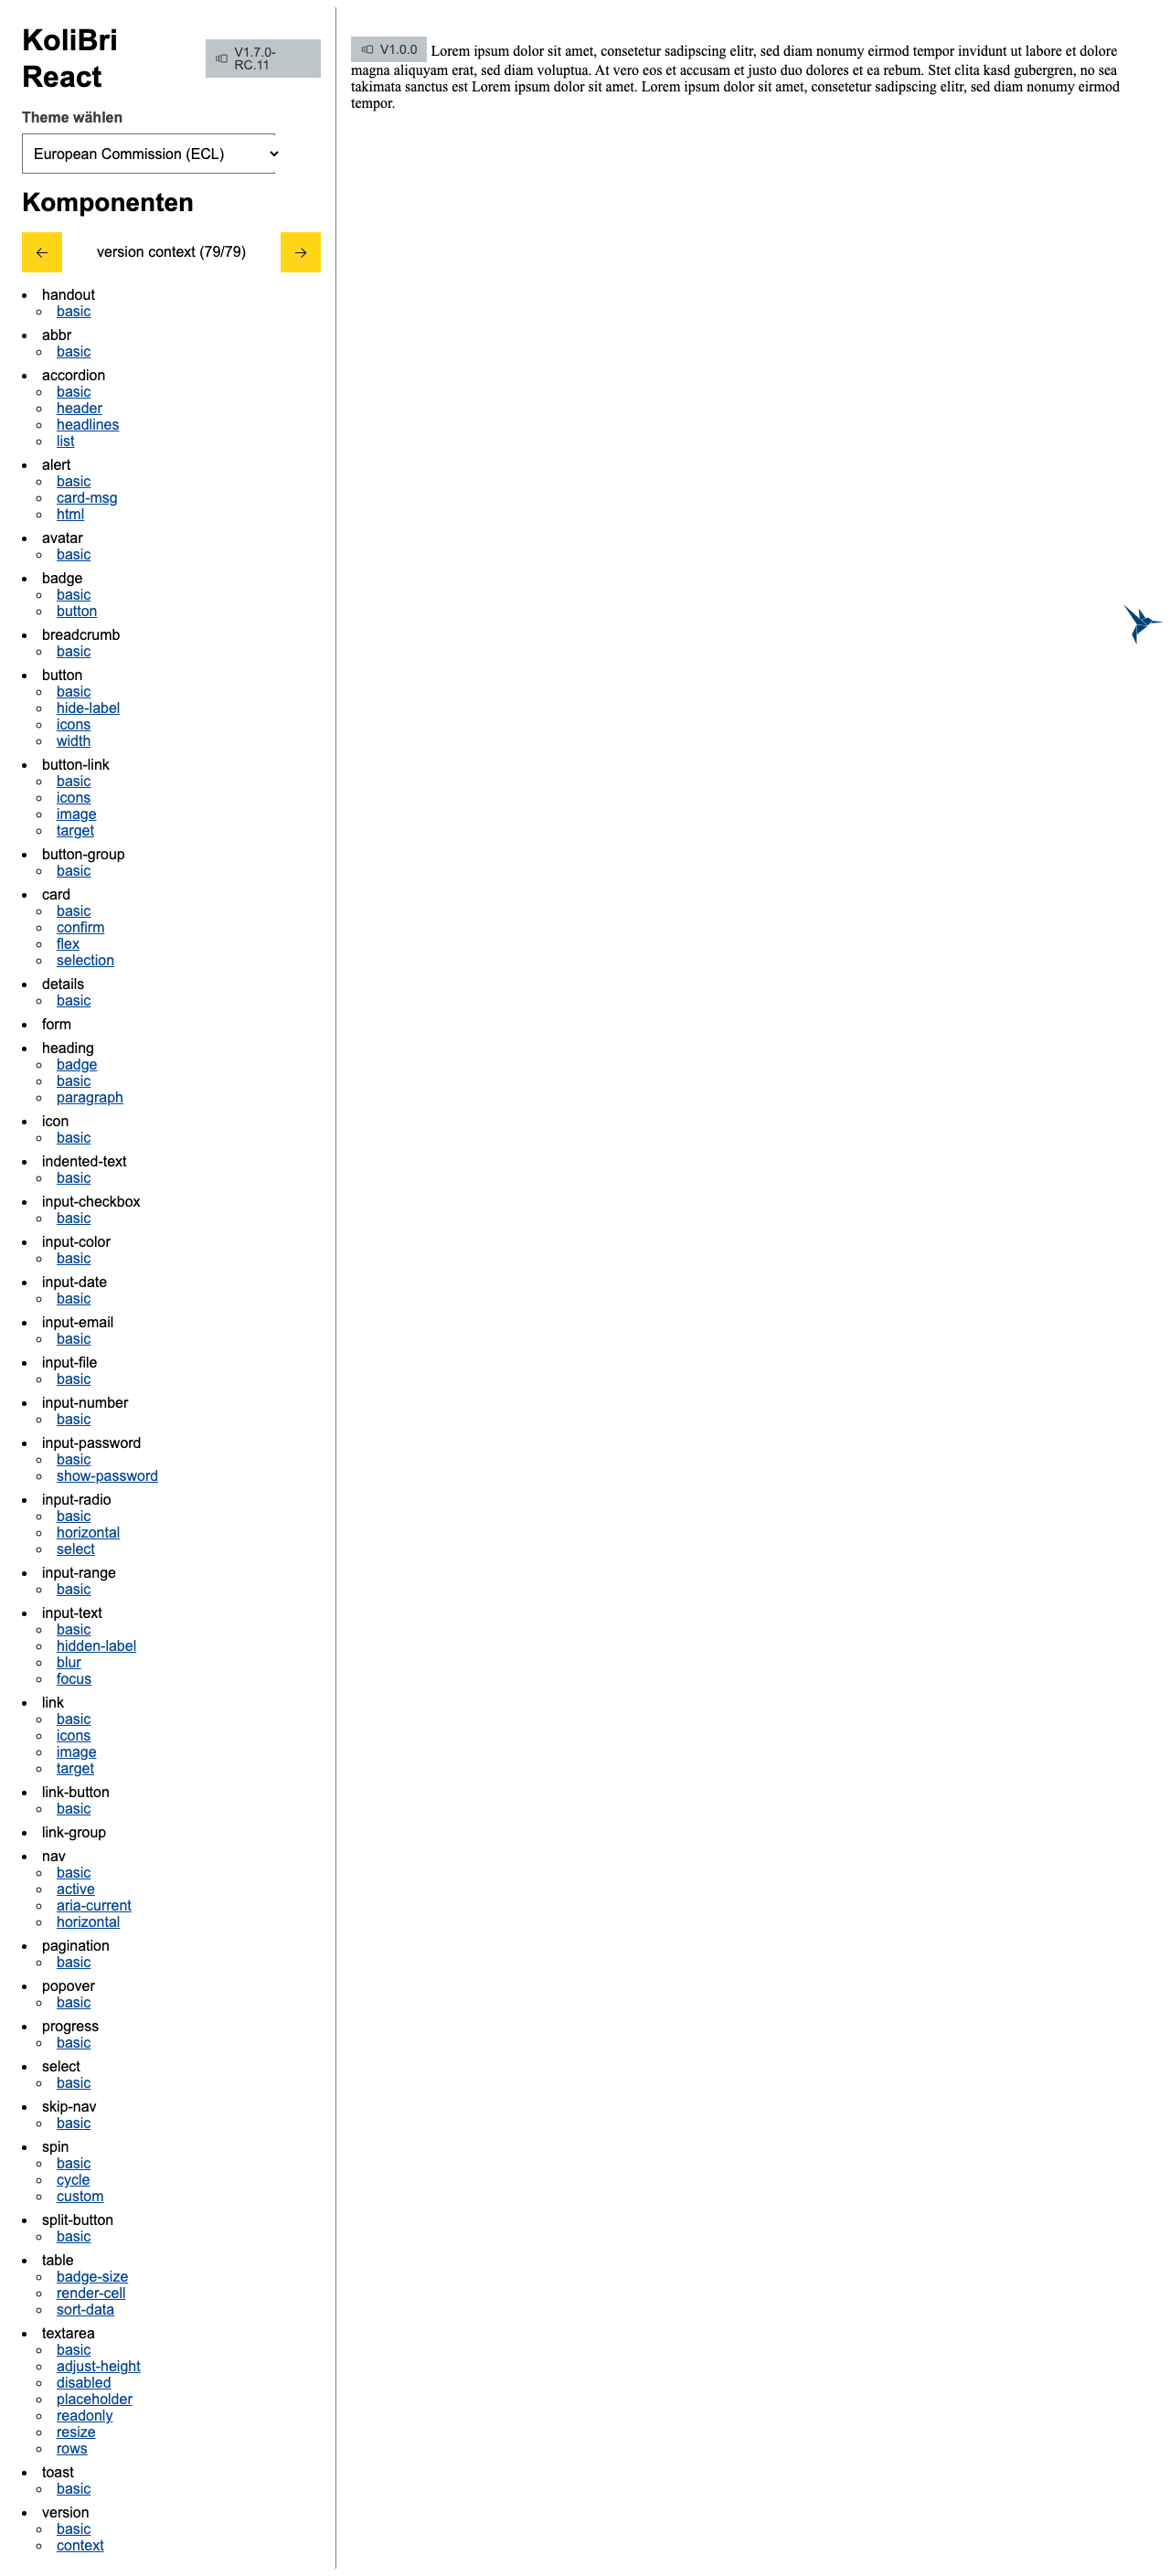 KoliBri
React
V1.7.0-
RC.11
Theme wählen
European Commission (ECL)
Komponenten
version context (79/79)
handout
basic
abbr
basic
accordion
basic
header
headlines
list
alert
basic
card-msg
html
avatar
basic
badge
basic
button
breadcrumb
basic
button
basic
hide-label
icons
width
button-link
basic
icons
image
target
button-group
basic
card
basic
confirm
flex
selection
details
basic
form
heading
badge
basic
paragraph
icon
basic
indented-text
basic
input-checkbox
basic
input-color
basic
input-date
basic
input-email
basic
input-file
basic
input-number
basic
input-password
basic
show-password
input-radio
basic
horizontal
select
input-range
basic
input-text
basic
hidden-label
blur
focus
link
basic
icons
image
target
link-button
basic
link-group
nav
basic
active
aria-current
horizontal
pagination
basic
popover
basic
progress
basic
select
basic
skip-nav
basic
spin
basic
cycle
custom
split-button
basic
table
badge-size
render-cell
sort-data
textarea
basic
adjust-height
disabled
placeholder
readonly
resize
rows
toast
basic
version
basic
context
V1.0.0 Lorem ipsum dolor sit amet, consetetur sadipscing elitr, sed diam nonumy eirmod tempor invidunt ut labore et dolore
magna aliquyam erat, sed diam voluptua. At vero eos et accusam et justo duo dolores et ea rebum. Stet clita kasd gubergren, no sea
takimata sanctus est Lorem ipsum dolor sit amet. Lorem ipsum dolor sit amet, consetetur sadipscing elitr, sed diam nonumy eirmod
tempor.